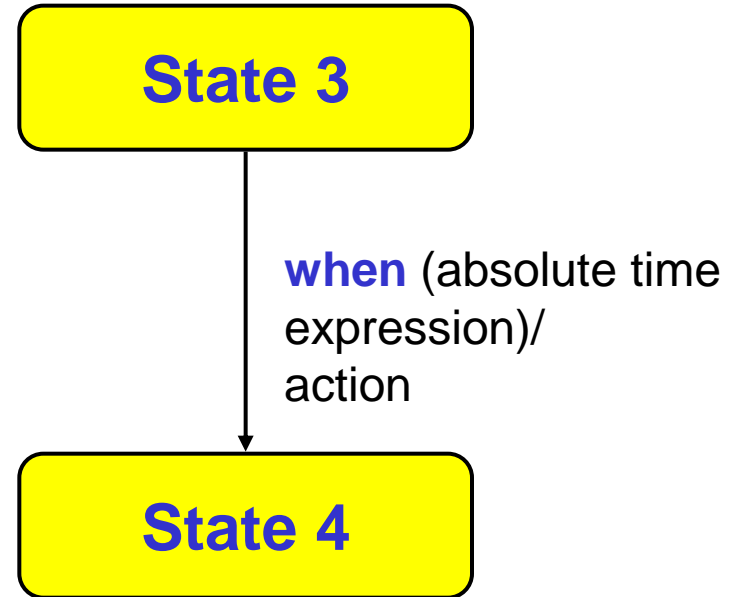 State 3
when (absolute time
expression)/
action
State 4